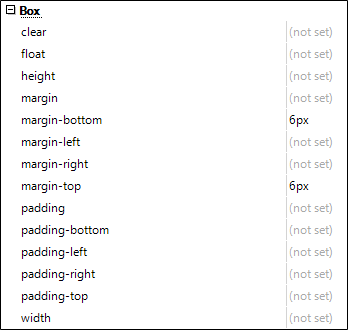 Box
clear (not set)
float (not set)
height (not set)
margin (not set)
margin-bottom 6px
margin-left (not set)
margin-right (not set)
margin-top 6px
padding (not set)
padding-bottom (not set)
padding-left (not set)
padding-right (not set)
padding-top (not set)
width (not set)